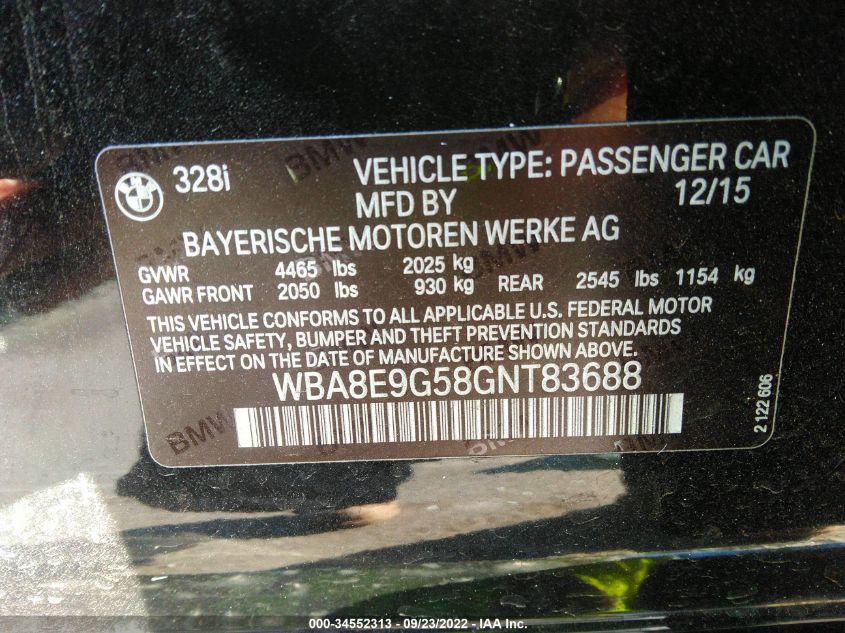 328i VEHICLE TYPE: PASSENGER CAR
MFD BY 12/15
BAYERISCHE MOTOREN WERKE AG
GVWR 4465 lbs 2025 kg
GAWR FRONT 2050 lbs 930 kg REAR 2545 lbs 1154 kg
THIS VEHICLE CONFORMS TO ALL APPLICABLE U.S. FEDERAL MOTOR
VEHICLE SAFETY, BUMPER AND THEFT PREVENTION STANDARDS
IN EFFECT ON THE DATE OF MANUFACTURE SHOWN ABOVE.
WBA8E9G58GNT83688
2 122 606
000-34552313 - 09/23/2022 - IAA Inc.